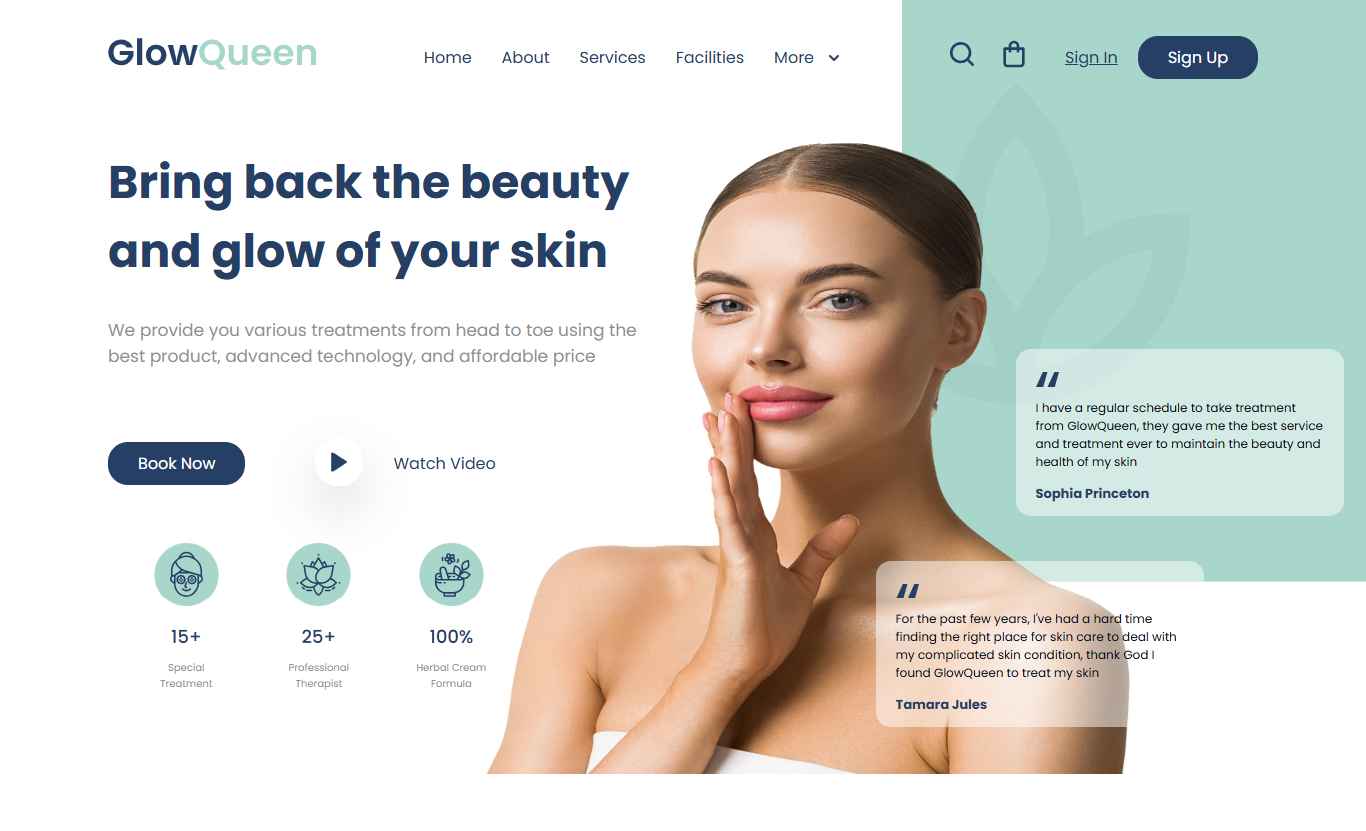 GlowQueen
Home About Services Facilities More
Sign In
Sign Up
Bring back the beauty
and glow of your skin
We provide you various treatments from head to toe using the
best product, advanced technology, and affordable price
Book Now
Watch Video
15+
Special
Treatment
25+
Professional
Therapist
100%
Herbal Cream
Formula
I have a regular schedule to take treatment
from GlowQueen, they gave me the best service
and treatment ever to maintain the beauty and
health of my skin
Sophia Princeton
For the past few years, I've had a hard time
finding the right place for skin care to deal with
my complicated skin condition, thank God I
found GlowQueen to treat my skin
Tamara Jules